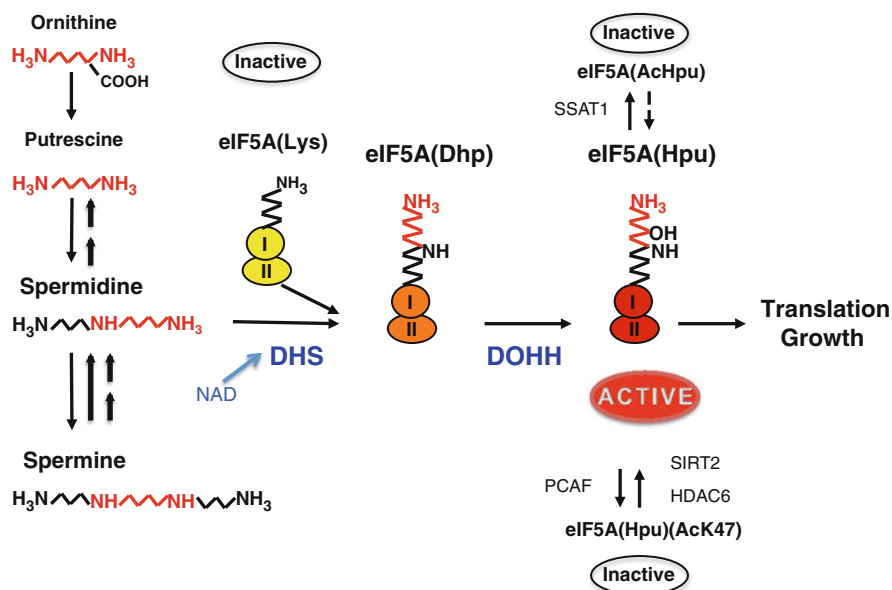 Ornithine
H3N NH3
COOH
Putrescine
H3N NH3
Spermidine
H3N NH NH3
Spermine
H3N NH NH NH3
Inactive
eIF5A(Lys)
NH3
I
II
NAD
DHS
eIF5A(Dhp)
NH3
NH
I
II
DOHH
Inactive
eIF5A(AcHpu)
SSAT1
eIF5A(Hpu)
NH3
OH
NH
I
II
ACTIVE
Translation
Growth
PCAF
SIRT2
HDAC6
eIF5A(Hpu)(AcK47)
Inactive